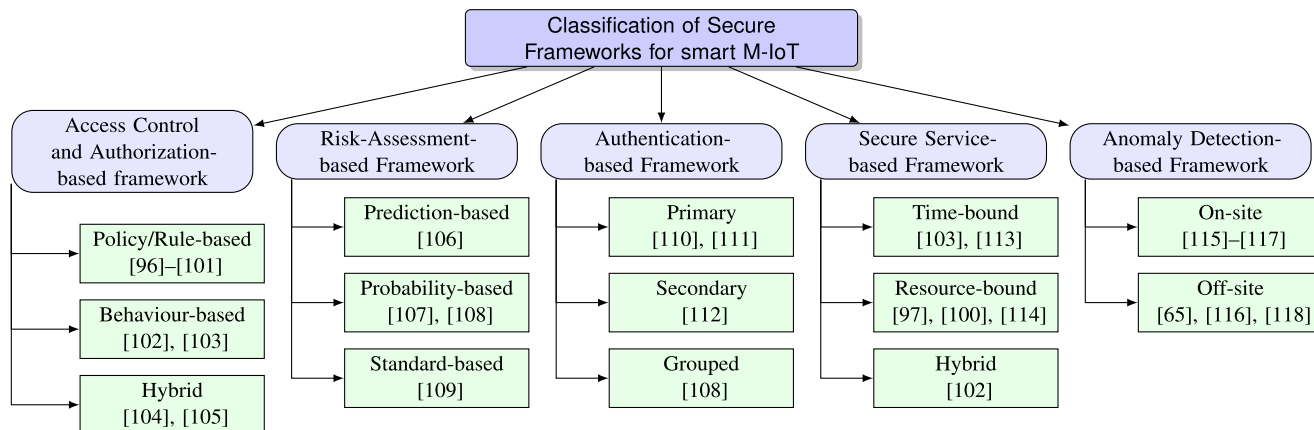 Classification of Secure
Frameworks for smart M-IoT
Access Control
and Authorization-
based framework
Policy/Rule-based
[96]–[101]
Behaviour-based
[102], [103]
Hybrid
[104], [105]
Risk-Assessment-
based Framework
Prediction-based
[106]
Probability-based
[107], [108]
Standard-based
[109]
Authentication-
based Framework
Primary
[110], [111]
Secondary
[112]
Grouped
[108]
Secure Service-
based Framework
Time-bound
[103], [113]
Resource-bound
[97], [100], [114]
Hybrid
[102]
Anomaly Detection-
based Framework
On-site
[115]–[117]
Off-site
[65], [116], [118]